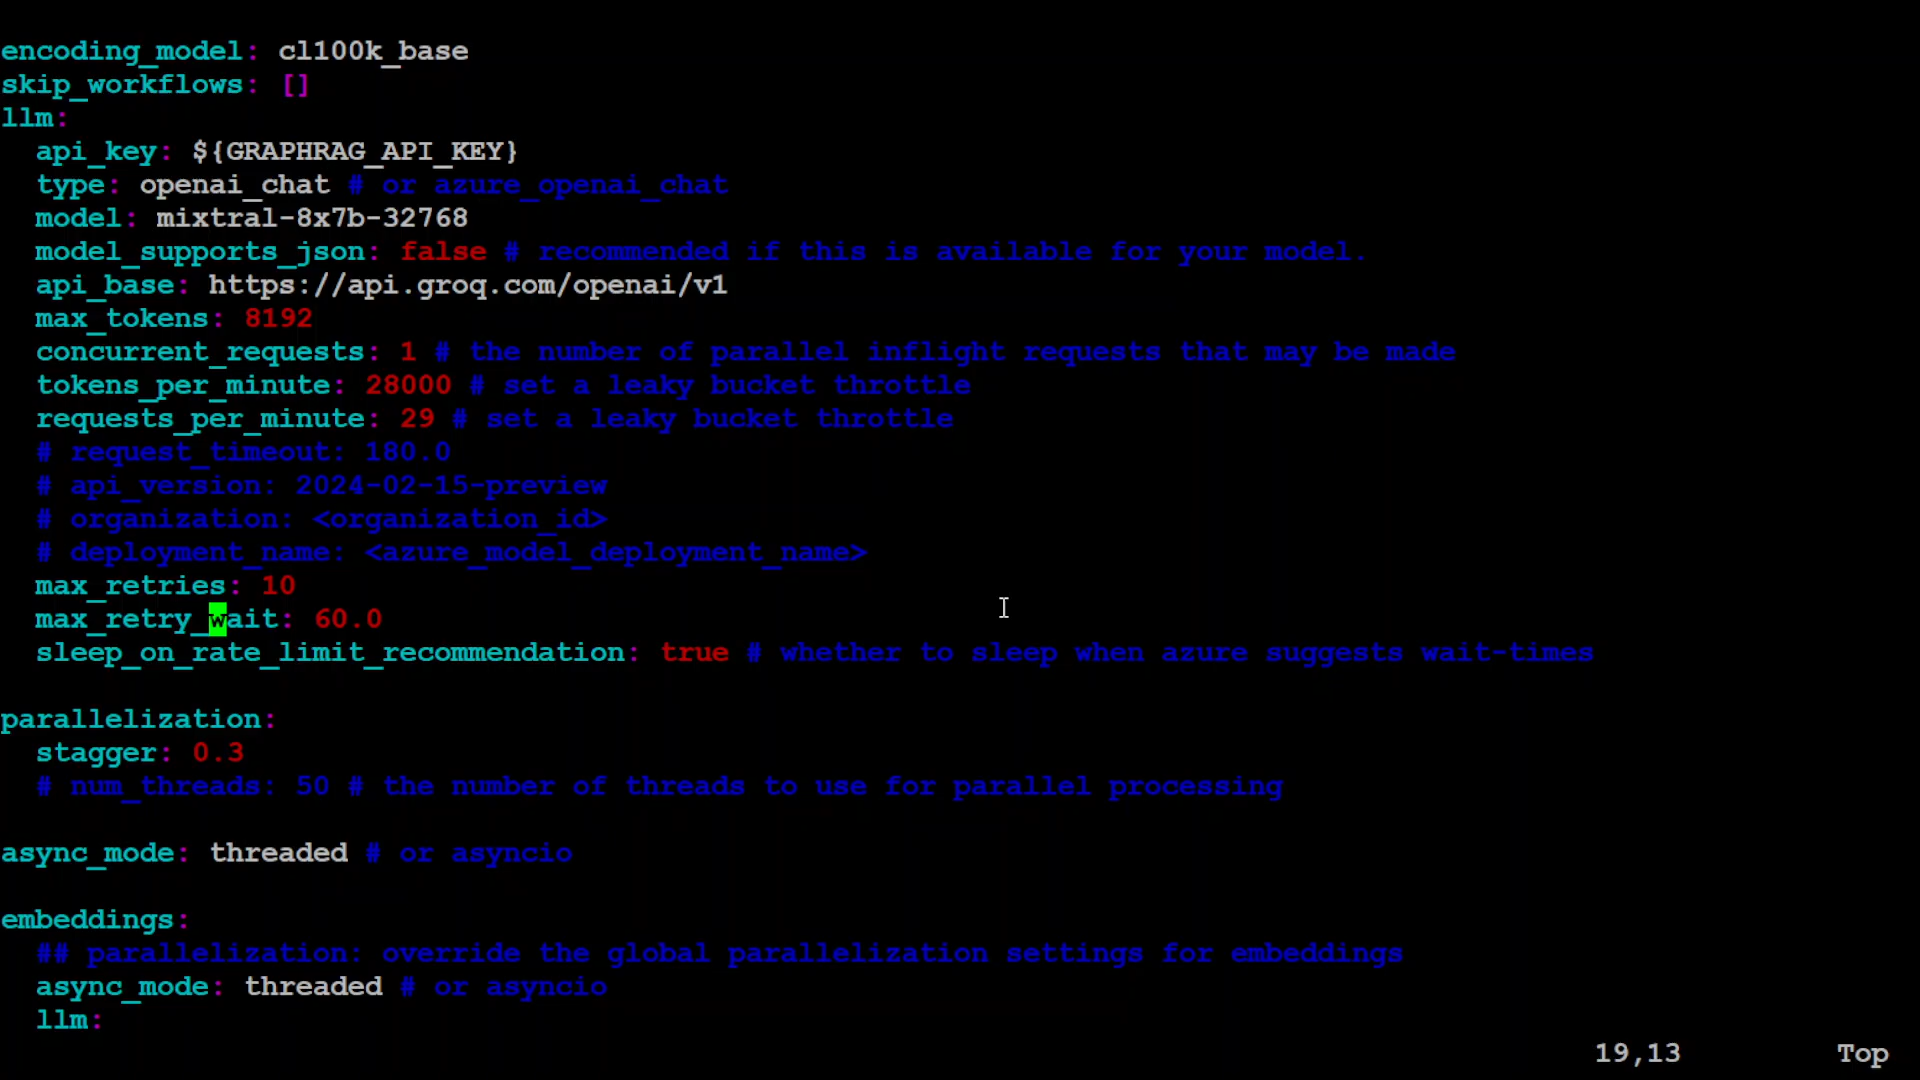 encoding_model: cl100k_base
skip_workflows: []
llm:
  api_key: ${GRAPHRAG_API_KEY}
  type: openai_chat # or azure_openai_chat
  model: mixtral-8x7b-32768
  model_supports_json: false # recommended if this is available for your model.
  api_base: https://api.groq.com/openai/v1
  max_tokens: 8192
  concurrent_requests: 1 # the number of parallel inflight requests that may be made
  tokens_per_minute: 28000 # set a leaky bucket throttle
  requests_per_minute: 29 # set a leaky bucket throttle
  # request_timeout: 180.0
  # api_version: 2024-02-15-preview
  # organization: <organization_id>
  # deployment_name: <azure_model_deployment_name>
  max_retries: 10
  max_retry_wait: 60.0
  sleep_on_rate_limit_recommendation: true # whether to sleep when azure suggests wait-times
parallelization:
  stagger: 0.3
  # num_threads: 50 # the number of threads to use for parallel processing
async_mode: threaded # or asyncio
embeddings:
  ## parallelization: override the global parallelization settings for embeddings
  async_mode: threaded # or asyncio
  llm:
19,13 Top